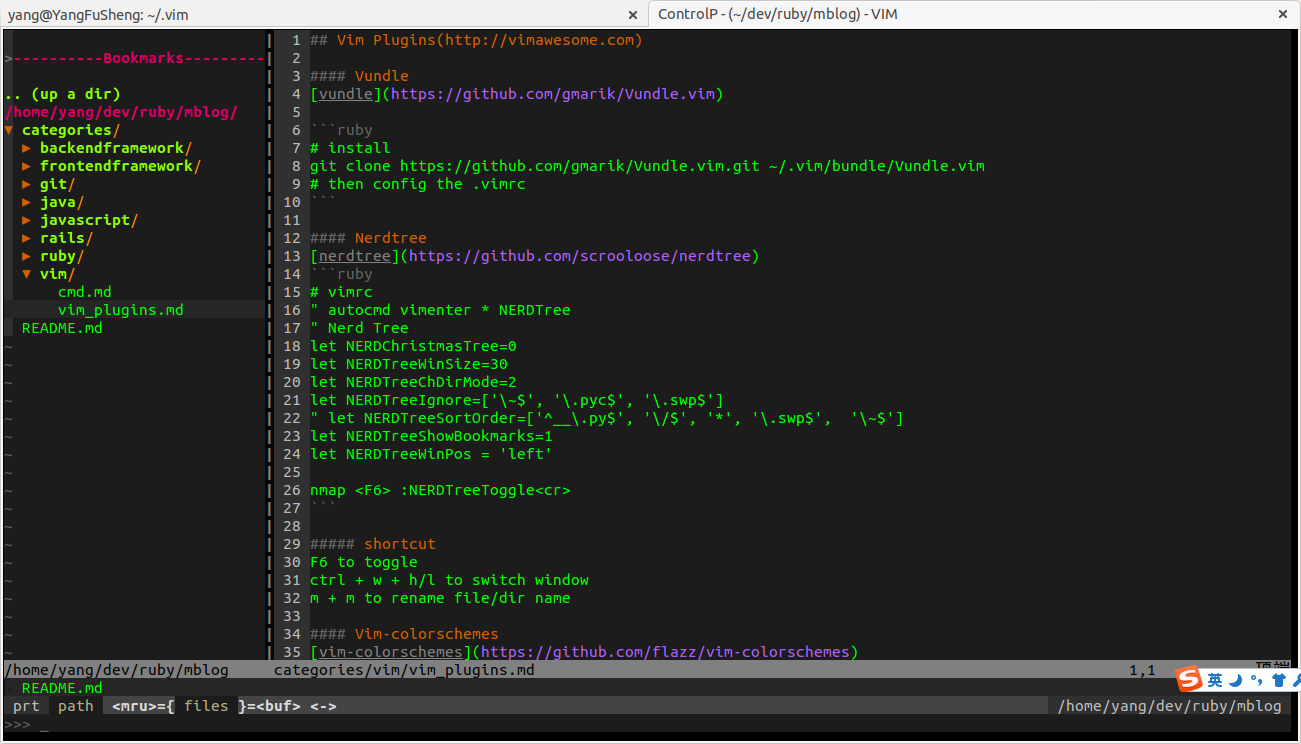 yang@YangFuSheng: ~/.vim × ControlP - (~/dev/ruby/mblog) - VIM ×
>----------Bookmarks---------
.. (up a dir)
/home/yang/dev/ruby/mblog/
▼ categories/
▶ backendframework/
▶ frontendframework/
▶ git/
▶ java/
▶ javascript/
▶ rails/
▶ ruby/
▼ vim/
cmd.md
vim_plugins.md
README.md
1 ## Vim Plugins(http://vimawesome.com)
2
3 #### Vundle
4 [vundle](https://github.com/gmarik/Vundle.vim)
5
6 ```ruby
7 # install
8 git clone https://github.com/gmarik/Vundle.vim.git ~/.vim/bundle/Vundle.vim
9 # then config the .vimrc
10 ```
11
12 #### Nerdtree
13 [nerdtree](https://github.com/scrooloose/nerdtree)
14 ```ruby
15 # vimrc
16 " autocmd vimenter * NERDTree
17 " Nerd Tree
18 let NERDChristmasTree=0
19 let NERDTreeWinSize=30
20 let NERDTreeChDirMode=2
21 let NERDTreeIgnore=['\~$', '\.pyc$', '\.swp$']
22 " let NERDTreeSortOrder=['^__\.py$', '\/$', '*', '\.swp$',  '\~$']
23 let NERDTreeShowBookmarks=1
24 let NERDTreeWinPos = 'left'
25
26 nmap <F6> :NERDTreeToggle<cr>
27 ```
28
29 ##### shortcut
30 F6 to toggle
31 ctrl + w + h/l to switch window
32 m + m to rename file/dir name
33
34 #### Vim-colorschemes
35 [vim-colorschemes](https://github.com/flazz/vim-colorschemes)
/home/yang/dev/ruby/mblog categories/vim/vim_plugins.md 1,1
README.md
S 英
prt path <mru>={ files }=<buf> <-> /home/yang/dev/ruby/mblog
>>> _